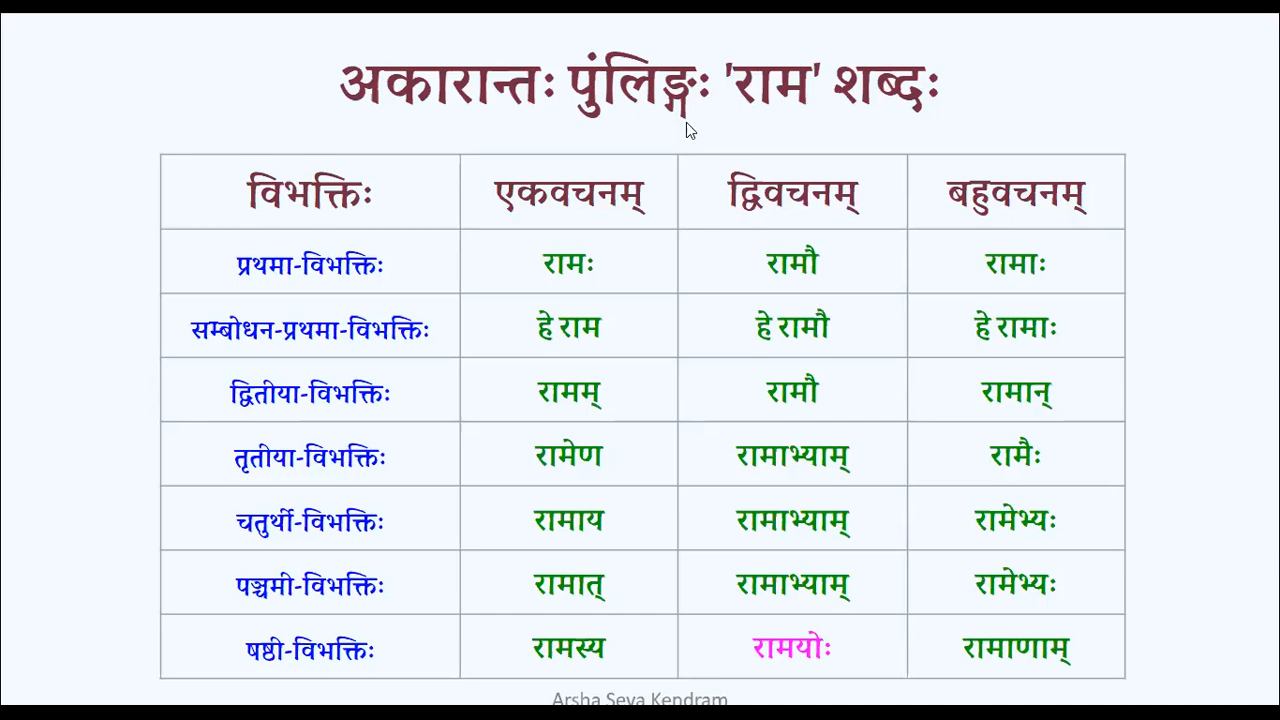 अकारान्तः पुंलिङ्गः 'राम' शब्दः
विभक्तिः एकवचनम् द्विवचनम् बहुवचनम्
प्रथमा-विभक्तिः रामः रामौ रामाः
सम्बोधन-प्रथमा-विभक्तिः हे राम हे रामौ हे रामाः
द्वितीया-विभक्तिः रामम् रामौ रामान्
तृतीया-विभक्तिः रामेण रामाभ्याम् रामैः
चतुर्थी-विभक्तिः रामाय रामाभ्याम् रामेभ्यः
पञ्चमी-विभक्तिः रामात् रामाभ्याम् रामेभ्यः
षष्ठी-विभक्तिः रामस्य रामयोः रामाणाम्
Arsha Seva Kendram